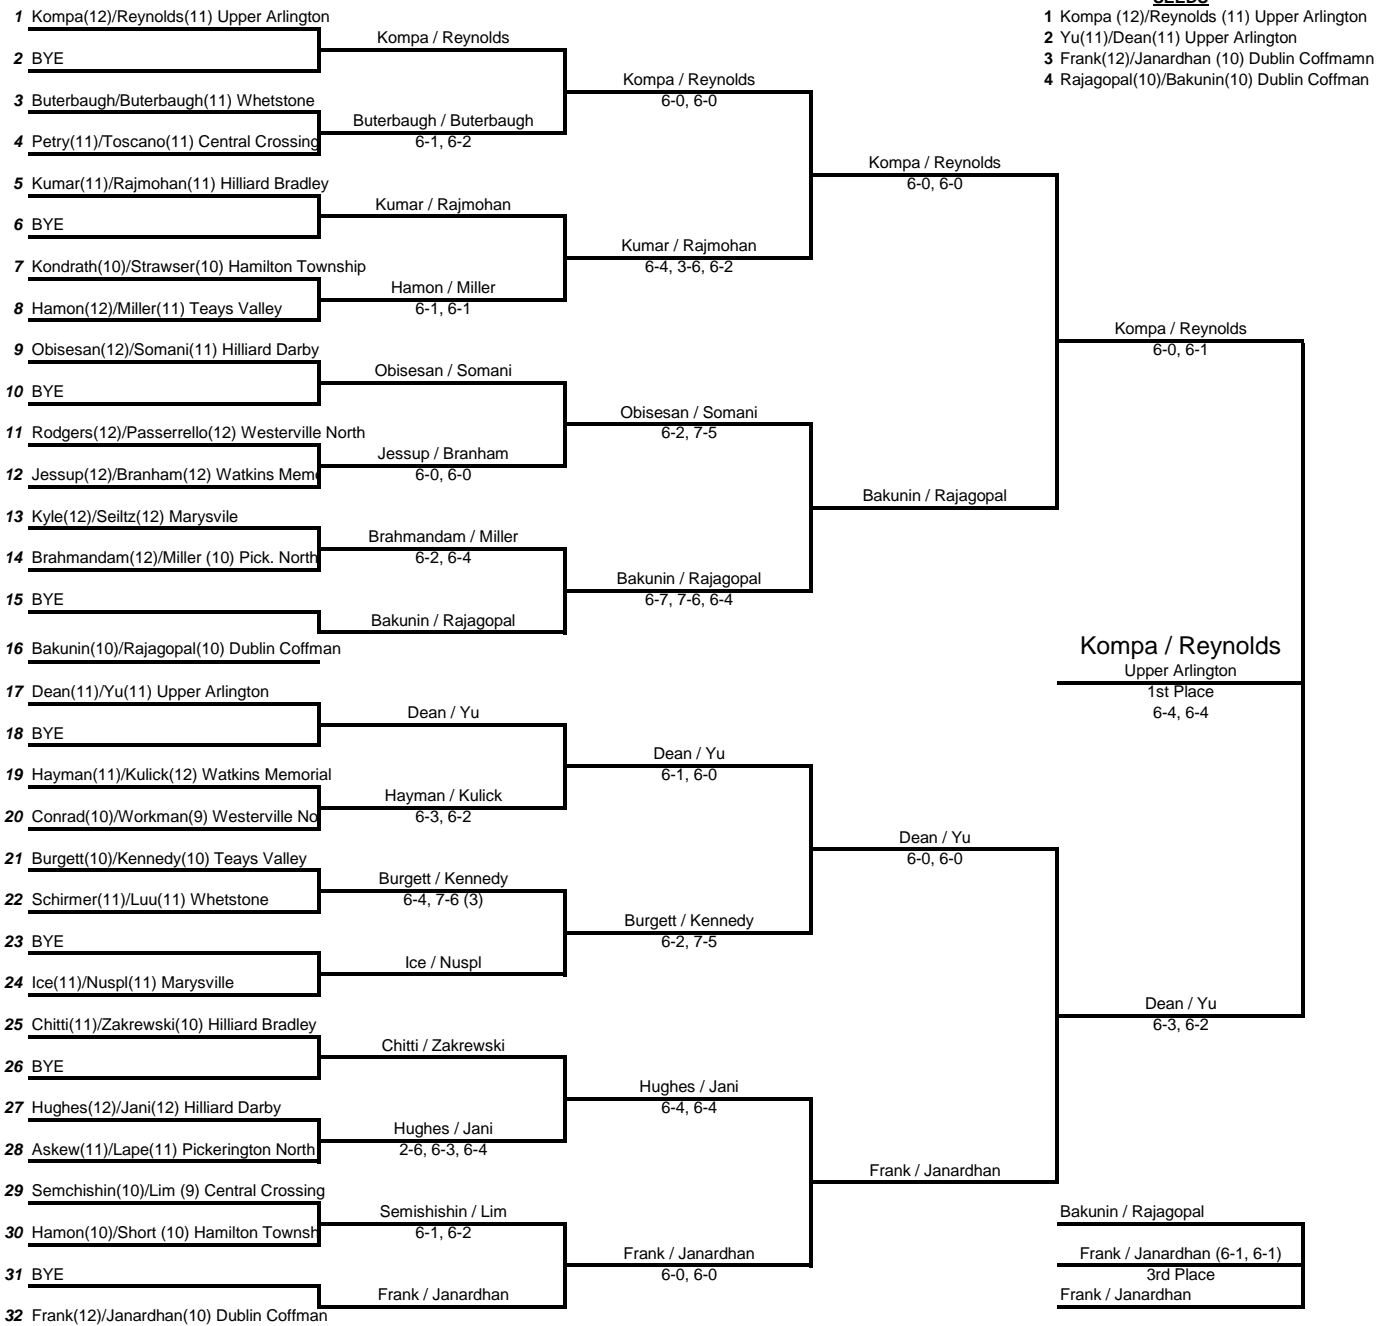 SEEDS
1 Kompa (12)/Reynolds (11) Upper Arlington
2 Yu(11)/Dean(11) Upper Arlington
3 Frank(12)/Janardhan (10) Dublin Coffmamn
4 Rajagopal(10)/Bakunin(10) Dublin Coffman
1 Kompa(12)/Reynolds(11) Upper Arlington
2 BYE
3 Buterbaugh/Buterbaugh(11) Whetstone
4 Petry(11)/Toscano(11) Central Crossing
5 Kumar(11)/Rajmohan(11) Hilliard Bradley
6 BYE
7 Kondrath(10)/Strawser(10) Hamilton Township
8 Hamon(12)/Miller(11) Teays Valley
9 Obisesan(12)/Somani(11) Hilliard Darby
10 BYE
11 Rodgers(12)/Passerrello(12) Westerville North
12 Jessup(12)/Branham(12) Watkins Mem
13 Kyle(12)/Seiltz(12) Marysvile
14 Brahmandam(12)/Miller (10) Pick. North
15 BYE
16 Bakunin(10)/Rajagopal(10) Dublin Coffman
17 Dean(11)/Yu(11) Upper Arlington
18 BYE
19 Hayman(11)/Kulick(12) Watkins Memorial
20 Conrad(10)/Workman(9) Westerville No
21 Burgett(10)/Kennedy(10) Teays Valley
22 Schirmer(11)/Luu(11) Whetstone
23 BYE
24 Ice(11)/Nuspl(11) Marysville
25 Chitti(11)/Zakrewski(10) Hilliard Bradley
26 BYE
27 Hughes(12)/Jani(12) Hilliard Darby
28 Askew(11)/Lape(11) Pickerington North
29 Semchishin(10)/Lim (9) Central Crossing
30 Hamon(10)/Short (10) Hamilton Townsh
31 BYE
32 Frank(12)/Janardhan(10) Dublin Coffman
Kompa / Reynolds
Buterbaugh / Buterbaugh
6-1, 6-2
Kumar / Rajmohan
Hamon / Miller
6-1, 6-1
Obisesan / Somani
Jessup / Branham
6-0, 6-0
Brahmandam / Miller
6-2, 6-4
Bakunin / Rajagopal
Dean / Yu
Hayman / Kulick
6-3, 6-2
Burgett / Kennedy
6-4, 7-6 (3)
Ice / Nuspl
Chitti / Zakrewski
Hughes / Jani
2-6, 6-3, 6-4
Semishishin / Lim
6-1, 6-2
Frank / Janardhan
Kompa / Reynolds
6-0, 6-0
Kumar / Rajmohan
6-4, 3-6, 6-2
Obisesan / Somani
6-2, 7-5
Bakunin / Rajagopal
6-7, 7-6, 6-4
Dean / Yu
6-1, 6-0
Burgett / Kennedy
6-2, 7-5
Hughes / Jani
6-4, 6-4
Frank / Janardhan
6-0, 6-0
Kompa / Reynolds
6-0, 6-0
Bakunin / Rajagopal
Dean / Yu
6-0, 6-0
Frank / Janardhan
Kompa / Reynolds
6-0, 6-1
Kompa / Reynolds
Upper Arlington
1st Place
6-4, 6-4
Dean / Yu
6-3, 6-2
Bakunin / Rajagopal
Frank / Janardhan (6-1, 6-1)
3rd Place
Frank / Janardhan